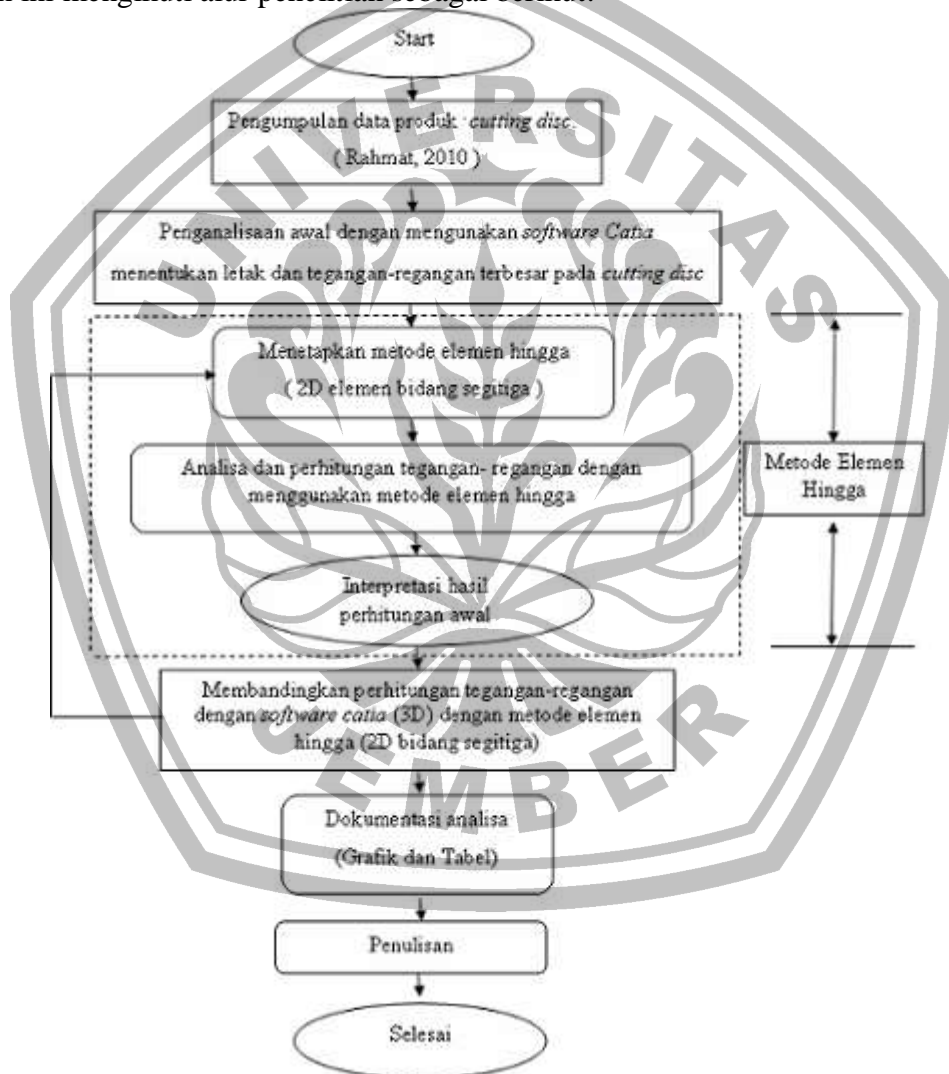 ini mengikuti alur penelitian sebagai berikut:
Start
Pengumpulan data produk cutting disc.
( Rahmat, 2010 )
Penganalisaan awal dengan mengunakan software Catia
menentukan letak dan tegangan-regangan terbesar pada cutting disc
Menetapkan metode elemen hingga
( 2D elemen bidang segitiga )
Analisa dan perhitungan tegangan- regangan dengan
menggunakan metode elemen hingga
Metode Elemen
Hingga
Interpretasi hasil
perhitungan awal
Membandingkan perhitungan tegangan-regangan
dengan software catia (3D) dengan metode elemen
hingga (2D bidang segitiga)
Dokumentasi analisa
(Grafik dan Tabel)
Penulisan
Selesai
UNIVERSITAS
EMBER